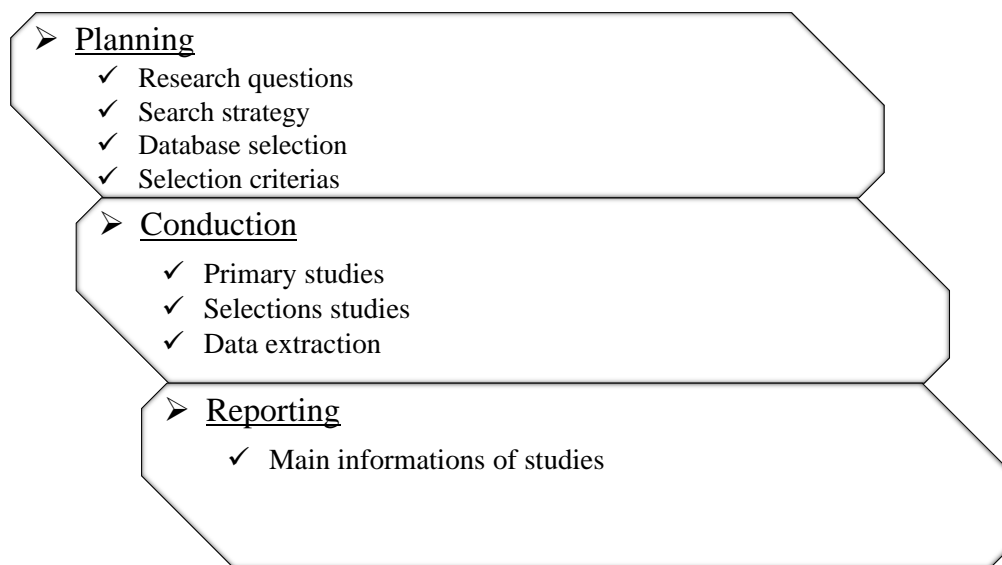 ➢ Planning
✓ Research questions
✓ Search strategy
✓ Database selection
✓ Selection criterias
➢ Conduction
✓ Primary studies
✓ Selections studies
✓ Data extraction
➢ Reporting
✓ Main informations of studies